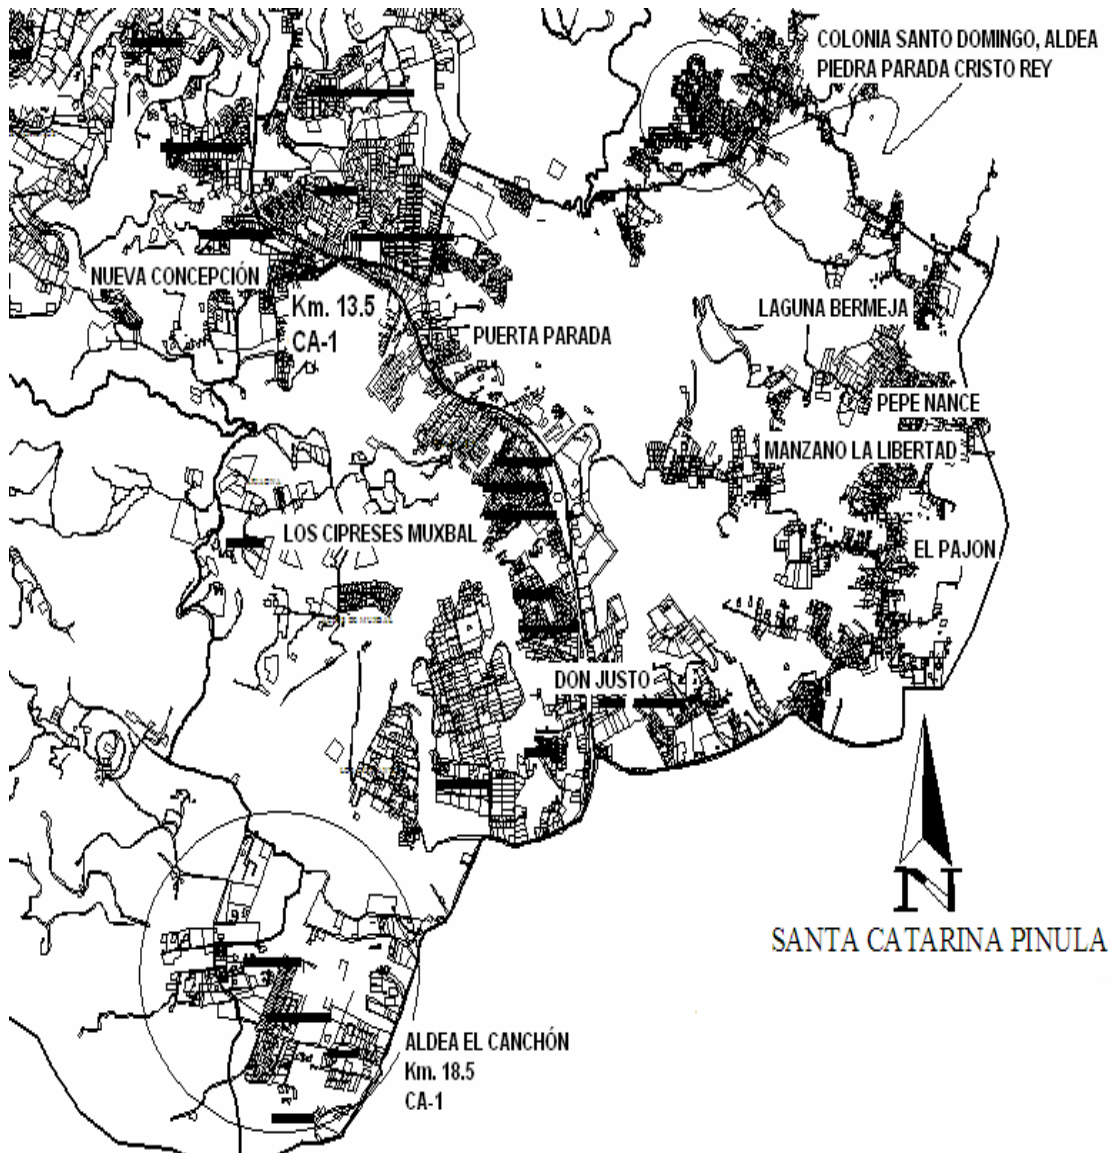 COLONIA SANTO DOMINGO, ALDEA
PIEDRA PARADA CRISTO REY
NUEVA CONCEPCIÓN
Km. 13.5
CA-1
PUERTA PARADA
LAGUNA BERMEJA
PEPE NANCE
MANZANO LA LIBERTAD
LOS CIPRESES MUXBAL
EL PAJON
DON JUSTO
N
SANTA CATARINA PINULA
ALDEA EL CANCHÓN
Km. 18.5
CA-1